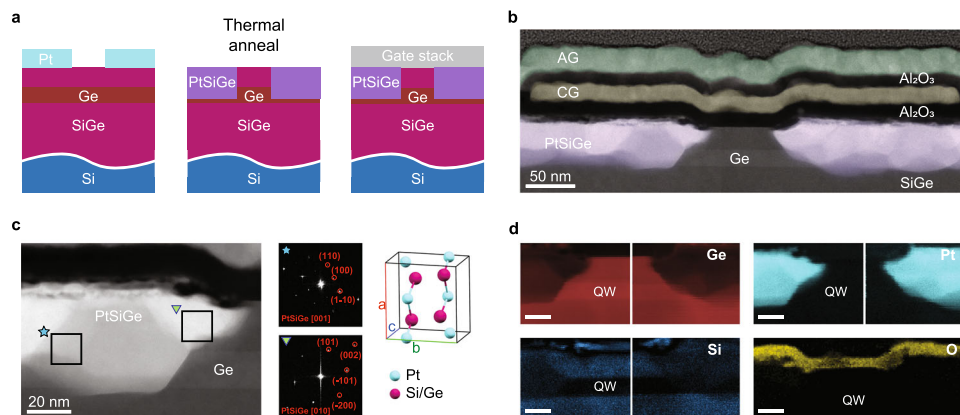 a
Thermal
anneal
Pt
Ge
SiGe
Si
PtSiGe
Ge
SiGe
Si
Gate stack
PtSiGe
Ge
SiGe
Si
b
AG
CG
Al₂O₃
Al₂O₃
PtSiGe
Ge
SiGe
50 nm
c
PtSiGe
Ge
20 nm
(110)
(100)
(1-10)
PtSiGe [001]
(101)
(002)
(-101)
(-200)
PtSiGe [010]
a
c
b
Pt
Si/Ge
d
Ge
QW
Pt
QW
Si
QW
O
QW